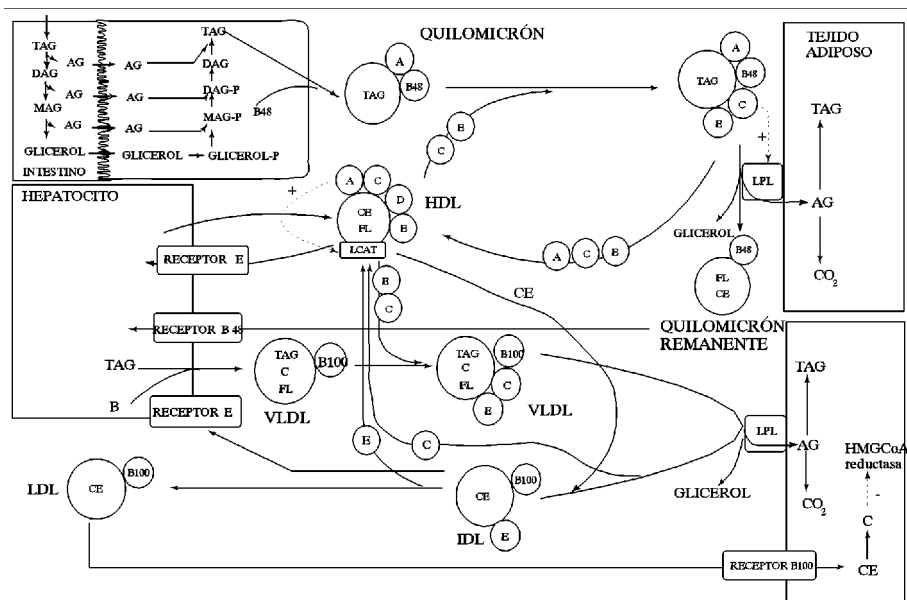 QUILOMICRÓN
TEJIDO
ADIPOSO
TAG
TAG
AG
AG
DAG
DAG
AG
AG
DAG-P
MAG
B48
MAG-P
AG
AG
GLICEROL
GLICEROL
GLICEROL-P
INTESTINO
TAG
A
B48
TAG
A
B48
C
E
+
LPL
TAG
AG
CO2
GLICEROL
B48
FL
CE
QUILOMICRÓN
REMANENTE
E
C
HEPATOCITO
+
A
C
D
E
CE
FL
LCAT
HDL
A
C
E
CE
RECEPTOR E
RECEPTOR B 48
E
C
TAG
B
RECEPTOR E
TAG
C
FL
B100
VLDL
TAG
C
FL
B100
C
E
VLDL
LPL
TAG
AG
CO2
GLICEROL
HMGCoA
reductasa
-
C
CE
E
C
LDL
CE
B100
CE
B100
E
IDL
RECEPTOR B100